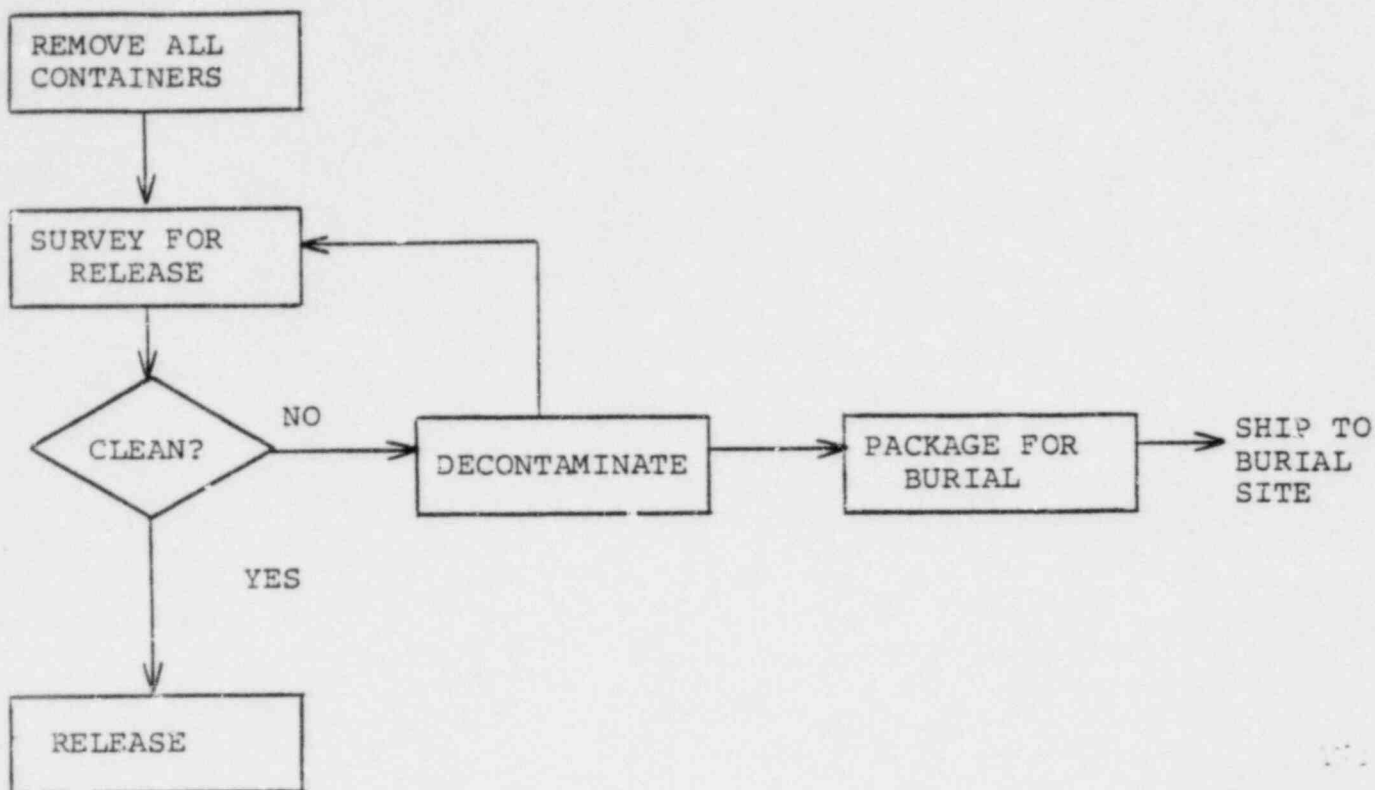 REMOVE ALL
CONTAINERS
SURVEY FOR
RELEASE
CLEAN?
NO
DECONTAMINATE
PACKAGE FOR
BURIAL
SHIP TO
BURIAL
SITE
YES
RELEASE